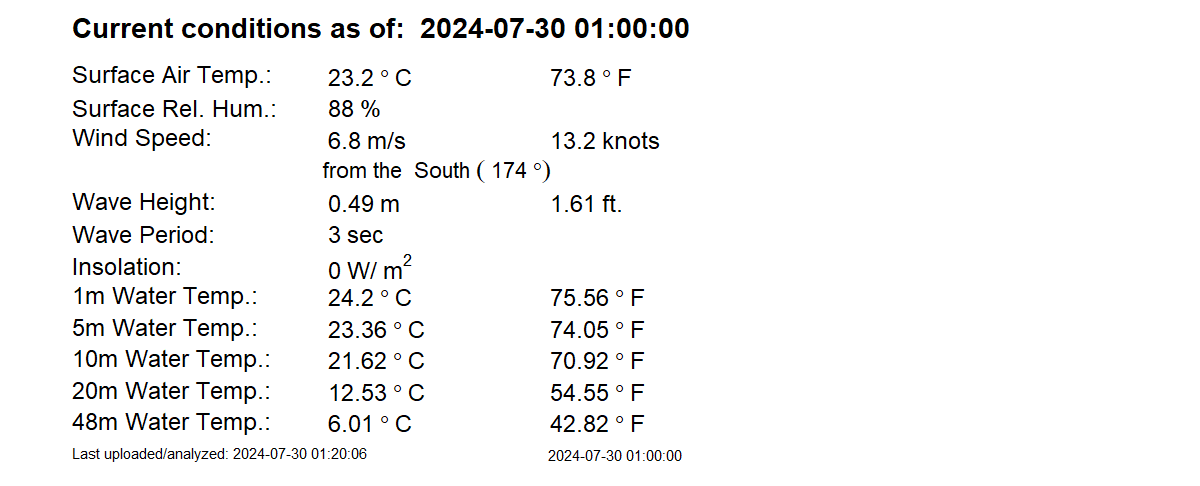 Current conditions as of: 2024-07-30 01:00:00
Surface Air Temp.: 23.2 ° C 73.8 ° F
Surface Rel. Hum.: 88 %
Wind Speed: 6.8 m/s 13.2 knots
from the South ( 174 °)
Wave Height: 0.49 m 1.61 ft.
Wave Period: 3 sec
Insolation: 0 W/ m²
1m Water Temp.: 24.2 ° C 75.56 ° F
5m Water Temp.: 23.36 ° C 74.05 ° F
10m Water Temp.: 21.62 ° C 70.92 ° F
20m Water Temp.: 12.53 ° C 54.55 ° F
48m Water Temp.: 6.01 ° C 42.82 ° F
Last uploaded/analyzed: 2024-07-30 01:20:06 2024-07-30 01:00:00